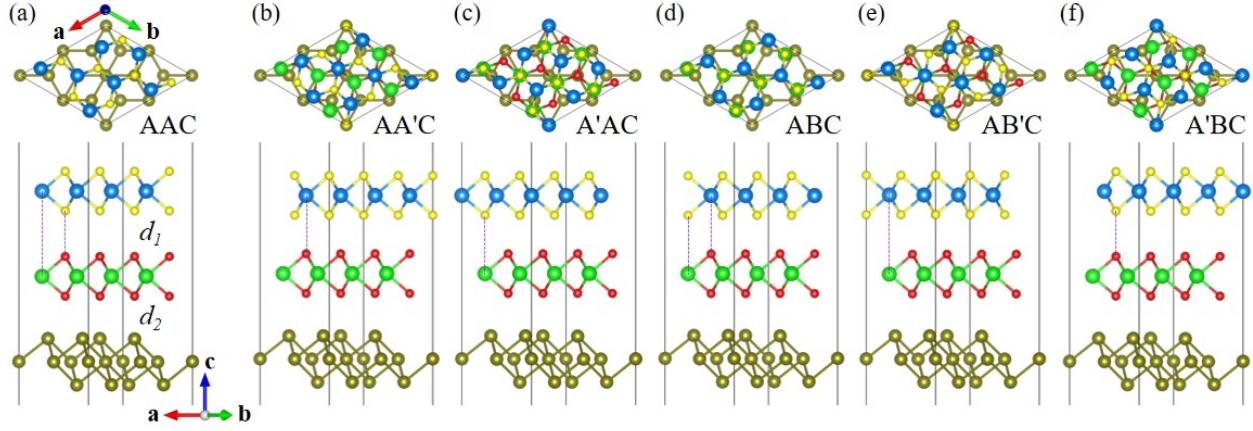 (a)
a
b
AAC
(b)
AA'C
(c)
A'AC
(d)
ABC
(e)
AB'C
(f)
A'BC
d1
d2
c
a
b